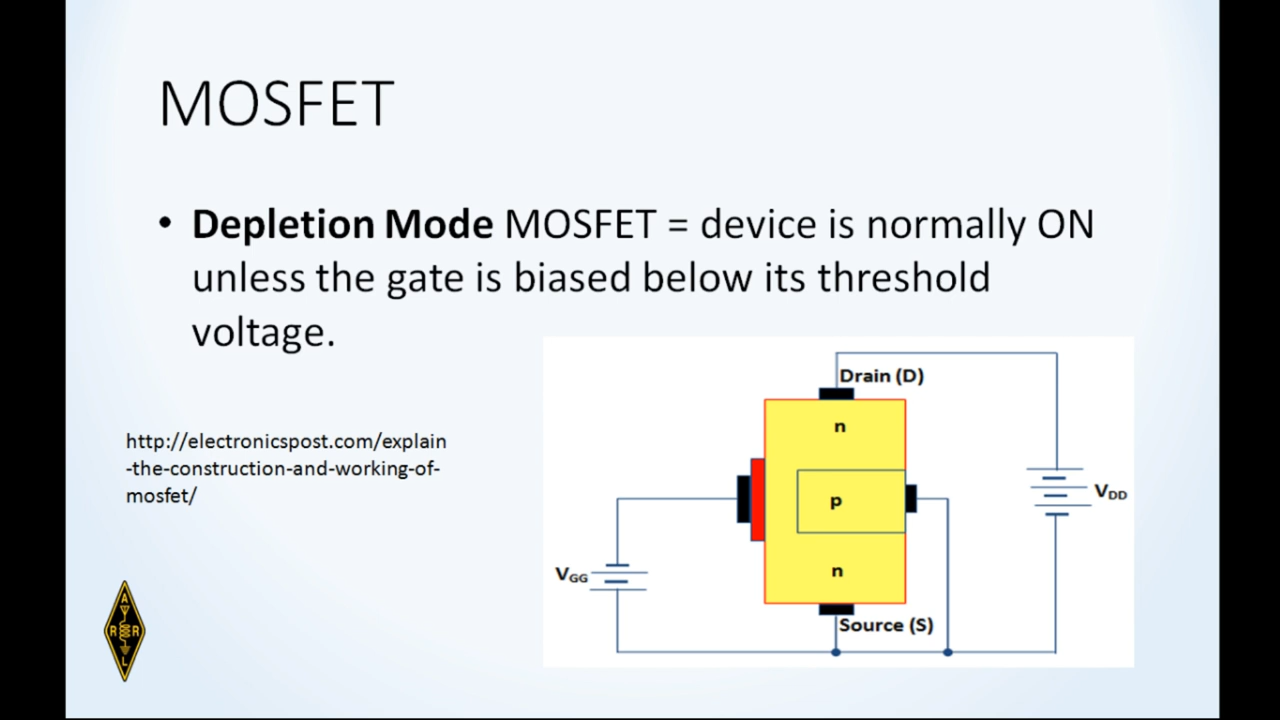 MOSFET
• Depletion Mode MOSFET = device is normally ON
unless the gate is biased below its threshold
voltage.
http://electronicspost.com/explain
-the-construction-and-working-of-
mosfet/
Drain (D)
n
p
n
Source (S)
VGG
VDD
A
R R
L